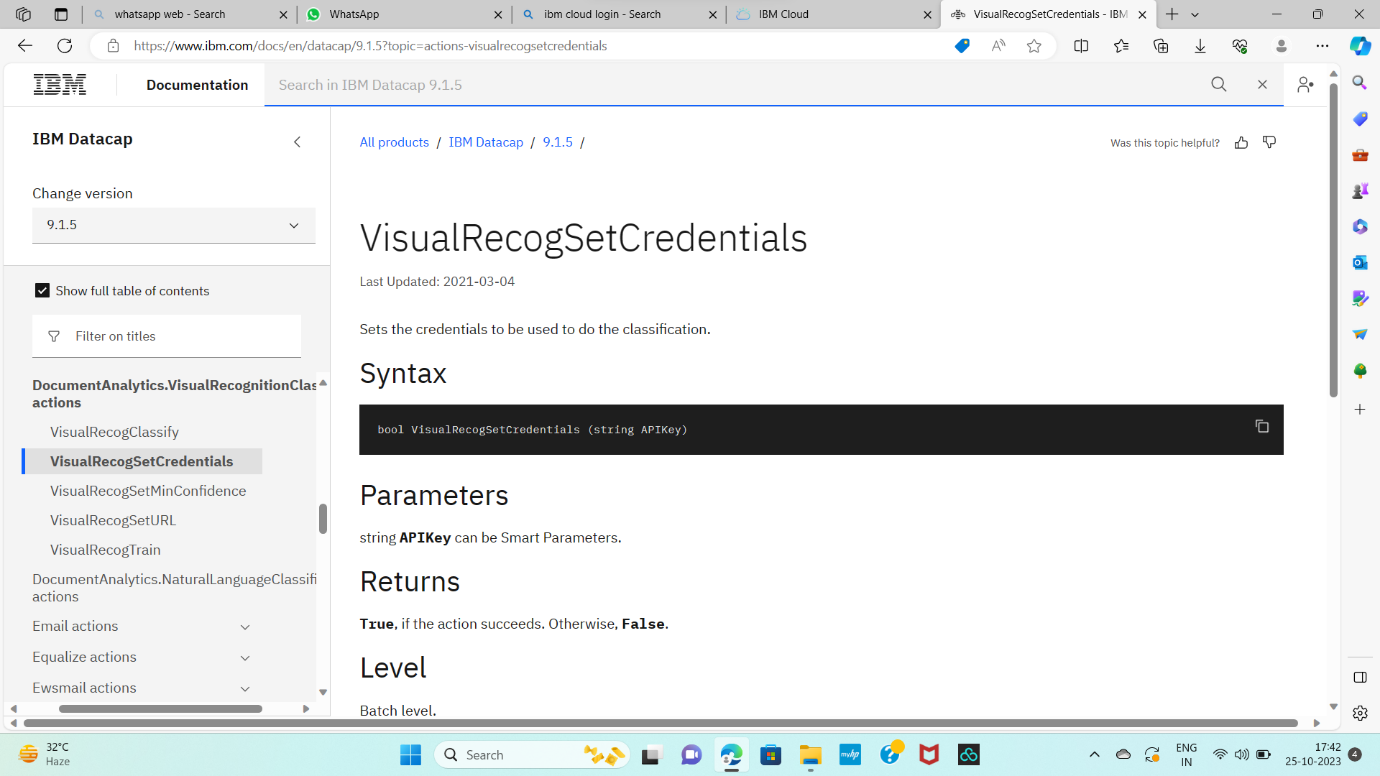 whatsapp web - Search
WhatsApp
ibm cloud login - Search
IBM Cloud
VisualRecogSetCredentials - IBM
https://www.ibm.com/docs/en/datacap/9.1.5?topic=actions-visualrecogsetcredentials
IBM
Documentation
Search in IBM Datacap 9.1.5
IBM Datacap
Change version
9.1.5
Show full table of contents
Filter on titles
DocumentAnalytics.VisualRecognitionClas
actions
VisualRecogClassify
VisualRecogSetCredentials
VisualRecogSetMinConfidence
VisualRecogSetURL
VisualRecogTrain
DocumentAnalytics.NaturalLanguageClassifi
actions
Email actions
Equalize actions
Ewsmail actions
All products / IBM Datacap / 9.1.5 /
Was this topic helpful?
VisualRecogSetCredentials
Last Updated: 2021-03-04
Sets the credentials to be used to do the classification.
Syntax
bool VisualRecogSetCredentials (string APIKey)
Parameters
string APIKey can be Smart Parameters.
Returns
True, if the action succeeds. Otherwise, False.
Level
Batch level.
32°C
Haze
Search
myhp
ENG
IN
17:42
25-10-2023
4